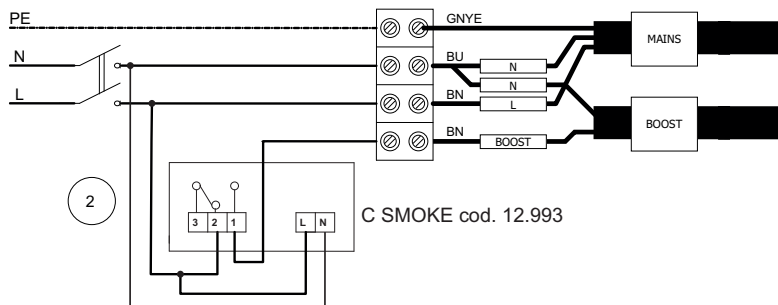 PE
GNYE
MAINS
N
BU
N
N
L
BN
L
BN
BOOST
BOOST
2
3 2 1
L N
C SMOKE cod. 12.993